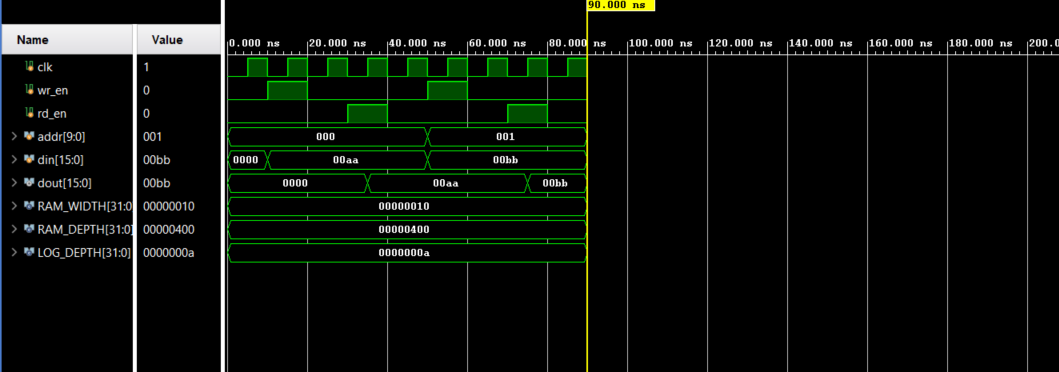 90.000 ns
Name Value
0.000 ns 20.000 ns 40.000 ns 60.000 ns 80.000 ns 100.000 ns 120.000 ns 140.000 ns 160.000 ns 180.000 ns 200.0
clk 1
wr_en 0
rd_en 0
addr[9:0] 001 000 001
din[15:0] 00bb 0000 00aa 00bb
dout[15:0] 00bb 0000 00aa 00bb
RAM_WIDTH[31:0 00000010 00000010
RAM_DEPTH[31:0] 00000400 00000400
LOG_DEPTH[31:0] 0000000a 0000000a